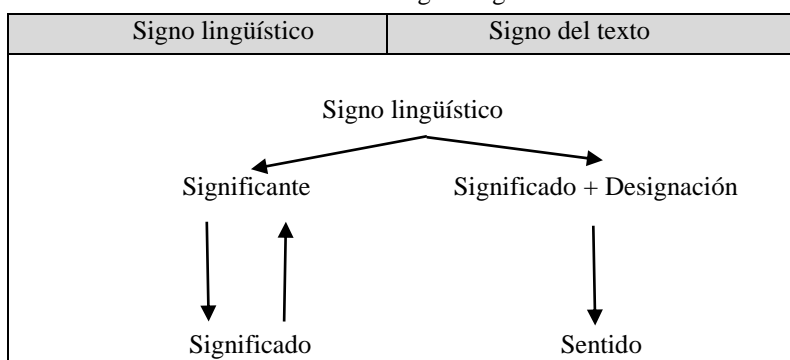 Signo lingüístico Signo del texto
Signo lingüístico
Significante Significado + Designación
Significado Sentido